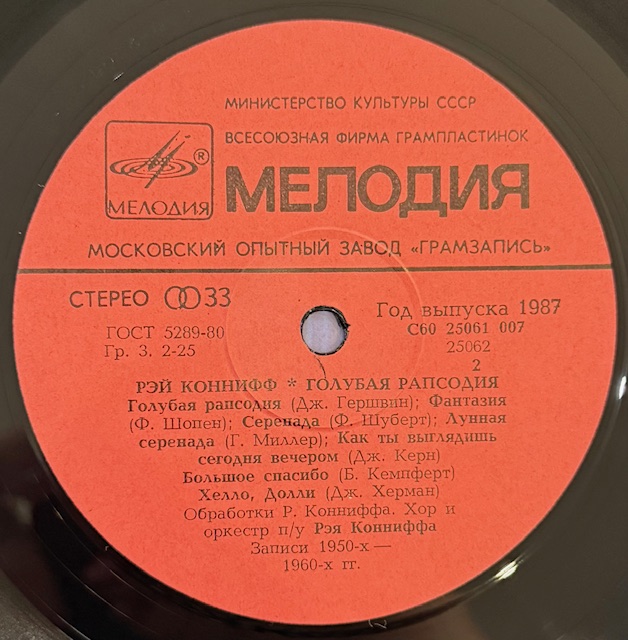 МИНИСТЕРСТВО КУЛЬТУРЫ СССР
ВСЕСОЮЗНАЯ ФИРМА ГРАМПЛАСТИНОК
®
МЕЛОДИЯ
МЕЛОДИЯ
МОСКОВСКИЙ ОПЫТНЫЙ ЗАВОД «ГРАМЗАПИСЬ»
СТЕРЕО 33
Год выпуска 1987
ГОСТ 5289-80
С60 25061 007
Гр. 3. 2-25
25062
2
РЭЙ КОННИФФ * ГОЛУБАЯ РАПСОДИЯ
Голубая рапсодия (Дж. Гершвин); Фантазия
(Ф. Шопен); Серенада (Ф. Шуберт); Лунная
серенада (Г. Миллер); Как ты выглядишь
сегодня вечером (Дж. Керн)
Большое спасибо (Б. Кемпферт)
Хелло, Долли (Дж. Херман)
Обработки Р. Конниффа. Хор и
оркестр п/у Рэя Конниффа
Записи 1950-х —
1960-х гг.